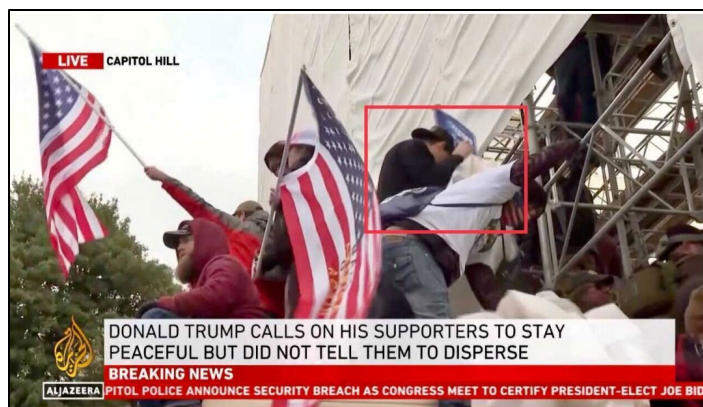 LIVE CAPITOL HILL
DONALD TRUMP CALLS ON HIS SUPPORTERS TO STAY
PEACEFUL BUT DID NOT TELL THEM TO DISPERSE
BREAKING NEWS
ALJAZEERA PITOL POLICE ANNOUNCE SECURITY BREACH AS CONGRESS MEET TO CERTIFY PRESIDENT-ELECT JOE BID